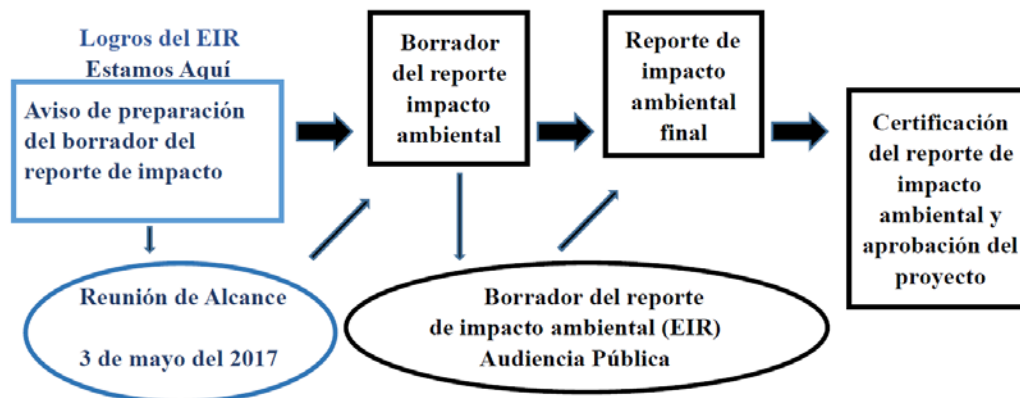 Logros del EIR
Estamos Aquí
Aviso de preparación
del borrador del
reporte de impacto
Borrador
del reporte
impacto
ambiental
Reporte de
impacto
ambiental
final
Certificación
del reporte de
impacto
ambiental y
aprobación del
proyecto
Reunión de Alcance
3 de mayo del 2017
Borrador del reporte
de impacto ambiental (EIR)
Audiencia Pública